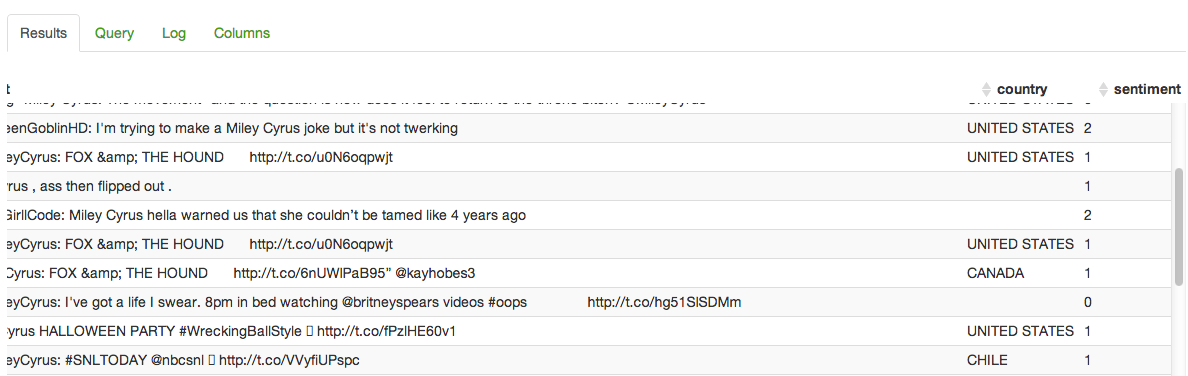 Results Query Log Columns
t country sentiment
eenGoblinHD: I'm trying to make a Miley Cyrus joke but it's not twerking UNITED STATES 2
eyCyrus: FOX &amp; THE HOUND http://t.co/u0N6oqpwjt UNITED STATES 1
rus , ass then flipped out . 1
GirllCode: Miley Cyrus hella warned us that she couldn’t be tamed like 4 years ago 2
eyCyrus: FOX &amp; THE HOUND http://t.co/u0N6oqpwjt UNITED STATES 1
Cyrus: FOX &amp; THE HOUND http://t.co/6nUWlPaB95” @kayhobes3 CANADA 1
eyCyrus: I've got a life I swear. 8pm in bed watching @britneyspears videos #oops http://t.co/hg51SlSDMm 0
yrus HALLOWEEN PARTY #WreckingBallStyle http://t.co/fPzlHE60v1 UNITED STATES 1
eyCyrus: #SNLTODAY @nbcsnl http://t.co/VVyfiUPspc CHILE 1